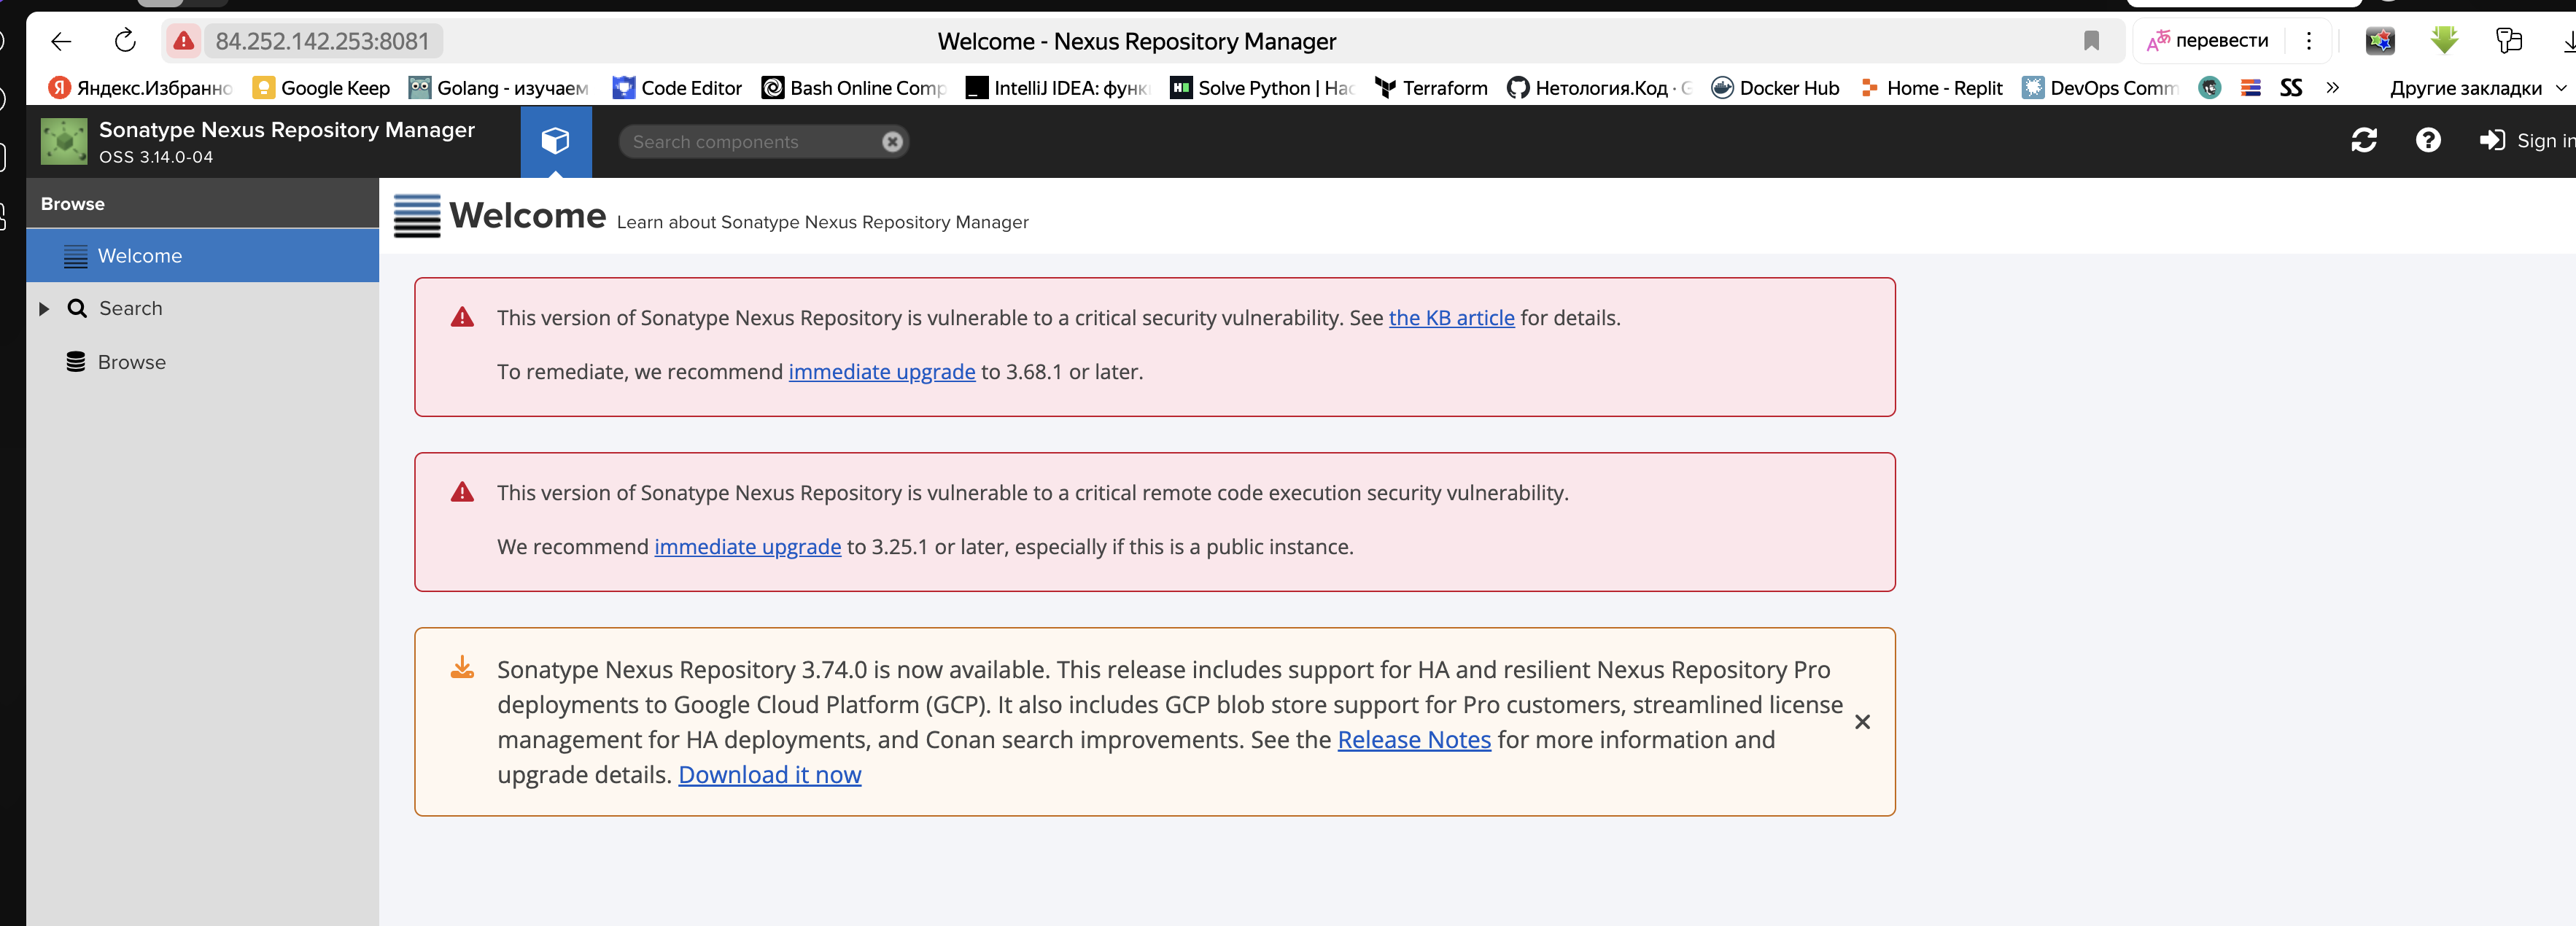 84.252.142.253:8081
Welcome - Nexus Repository Manager
перевести
Яндекс.Избранно
Google Keep
Golang - изучаем
Code Editor
Bash Online Comp
IntelliJ IDEA: функ
Solve Python | Hac
Terraform
Нетология.Код · G
Docker Hub
Home - Replit
DevOps Comm
SS
»
Другие закладки
Sonatype Nexus Repository Manager
OSS 3.14.0-04
Search components
Sign in
Browse
Welcome
Search
Browse
Welcome Learn about Sonatype Nexus Repository Manager
This version of Sonatype Nexus Repository is vulnerable to a critical security vulnerability. See the KB article for details.
To remediate, we recommend immediate upgrade to 3.68.1 or later.
This version of Sonatype Nexus Repository is vulnerable to a critical remote code execution security vulnerability.
We recommend immediate upgrade to 3.25.1 or later, especially if this is a public instance.
Sonatype Nexus Repository 3.74.0 is now available. This release includes support for HA and resilient Nexus Repository Pro
deployments to Google Cloud Platform (GCP). It also includes GCP blob store support for Pro customers, streamlined license
management for HA deployments, and Conan search improvements. See the Release Notes for more information and
upgrade details. Download it now